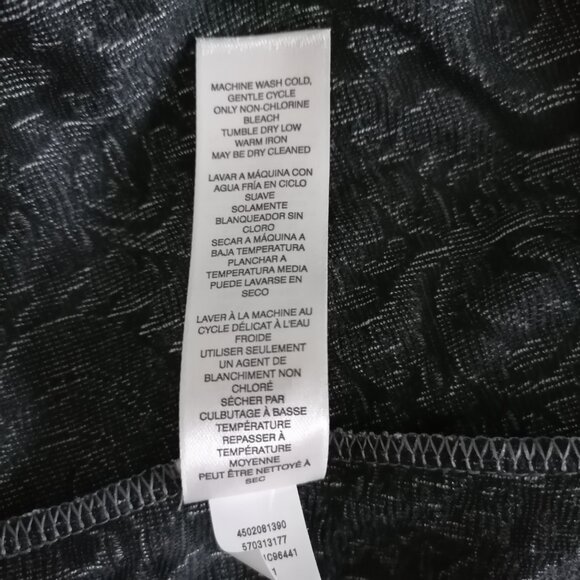 MACHINE WASH COLD,
GENTLE CYCLE
ONLY NON-CHLORINE
BLEACH
TUMBLE DRY LOW
WARM IRON
MAY BE DRY CLEANED
LAVAR A MÁQUINA CON
AGUA FRÍA EN CICLO
SUAVE
SOLAMENTE
BLANQUEADOR SIN
CLORO
SECAR A MÁQUINA A
BAJA TEMPERATURA
PLANCHAR A
TEMPERATURA MEDIA
PUEDE LAVARSE EN
SECO
LAVER À LA MACHINE AU
CYCLE DÉLICAT À L'EAU
FROIDE
UTILISER SEULEMENT
UN AGENT DE
BLANCHIMENT NON
CHLORÉ
SÉCHER PAR
CULBUTAGE À BASSE
TEMPÉRATURE
REPASSER À
TEMPÉRATURE
MOYENNE
PEUT ÊTRE NETTOYÉ À
SEC
4502081390
570313177
1C96441
1